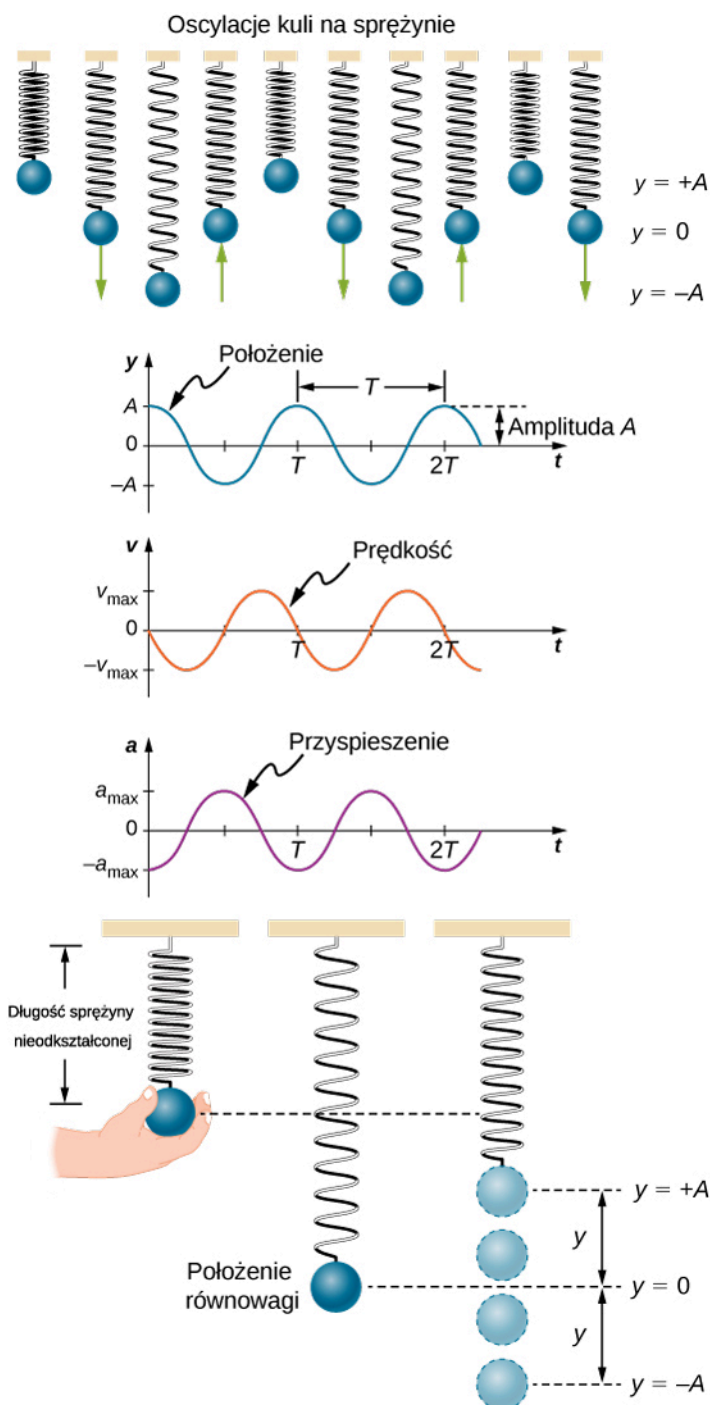 Oscylacje kuli na sprężynie
y = +A
y = 0
y = –A
y
Położenie
A
T
Amplituda A
0
T
2T
t
–A
v
Prędkość
vmax
0
T
2T
t
–vmax
a
Przyspieszenie
amax
0
T
2T
t
–amax
Długość sprężyny
nieodkształconej
y = +A
y
Położenie
równowagi
y = 0
y
y = –A